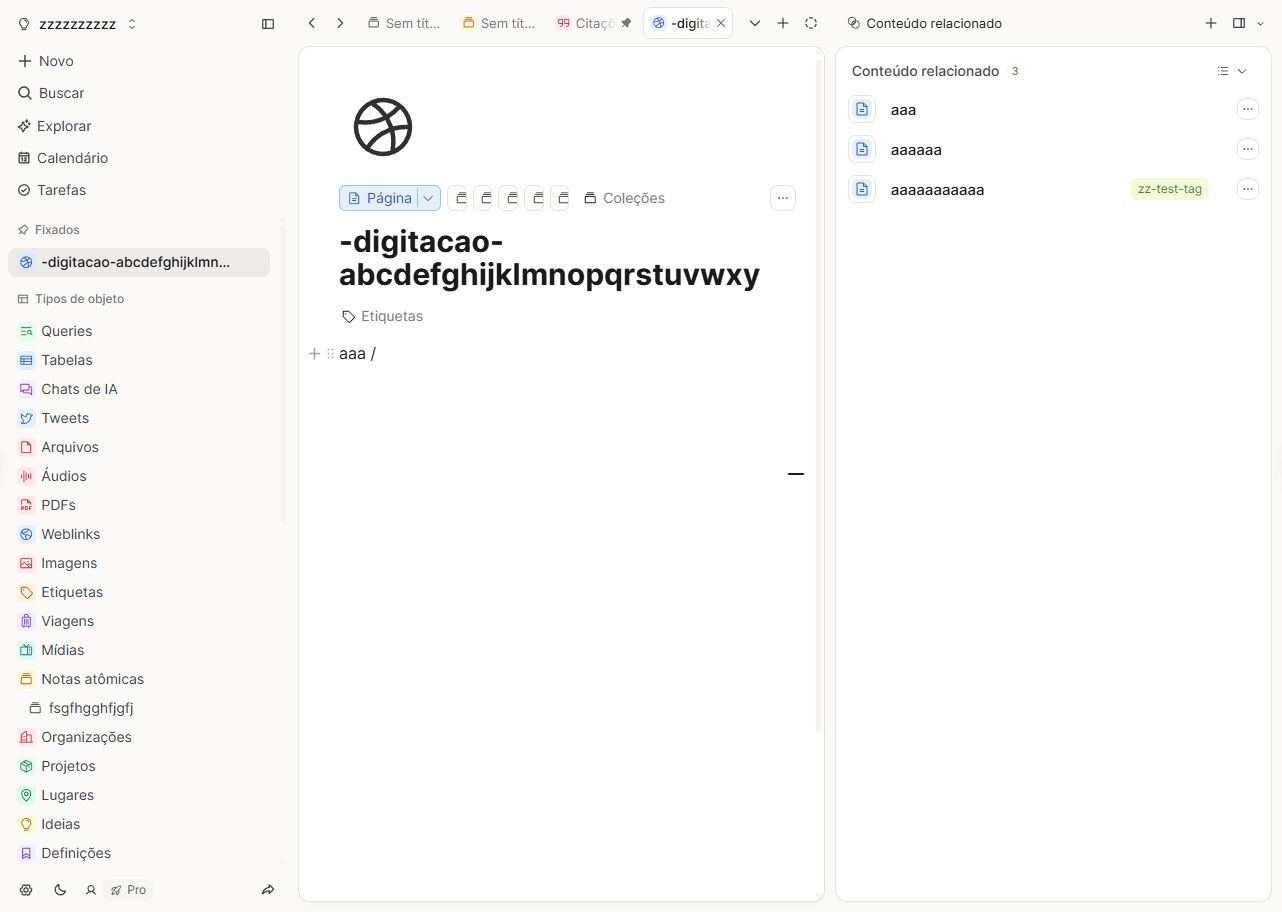 zzzzzzzzzz
Novo
Buscar
Explorar
Calendário
Tarefas
Fixados
-digitacao-abcdefghijklmn...
Tipos de objeto
Queries
Tabelas
Chats de IA
Tweets
Arquivos
Áudios
PDFs
Weblinks
Imagens
Etiquetas
Viagens
Mídias
Notas atômicas
fsgfhgghfjgfj
Organizações
Projetos
Lugares
Ideias
Definições
Pro
Sem tít...
Sem tít...
Citaçõ
-digita
Página
Coleções
-digitacao-
abcdefghijklmnopqrstuvwxy
Etiquetas
aaa /
Conteúdo relacionado
Conteúdo relacionado 3
aaa
aaaaaa
aaaaaaaaaaa zz-test-tag